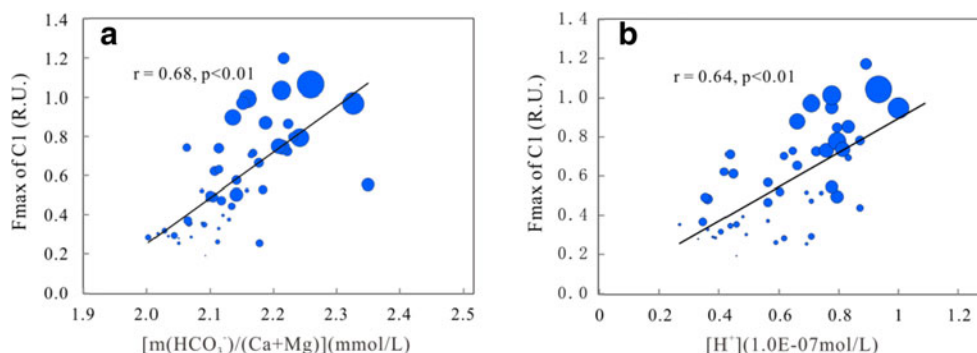 a
r = 0.68, p<0.01
Fmax of C1 (R.U.)
1.4
1.2
1.0
0.8
0.6
0.4
0.2
0.0
1.9 2.0 2.1 2.2 2.3 2.4 2.5
[m(HCO₃⁻)/(Ca+Mg)](mmol/L)
b
r = 0.64, p<0.01
Fmax of C1 (R.U.)
1.4
1.2
1.0
0.8
0.6
0.4
0.2
0.0
0 0.2 0.4 0.6 0.8 1 1.2
[H⁺](1.0E-07mol/L)